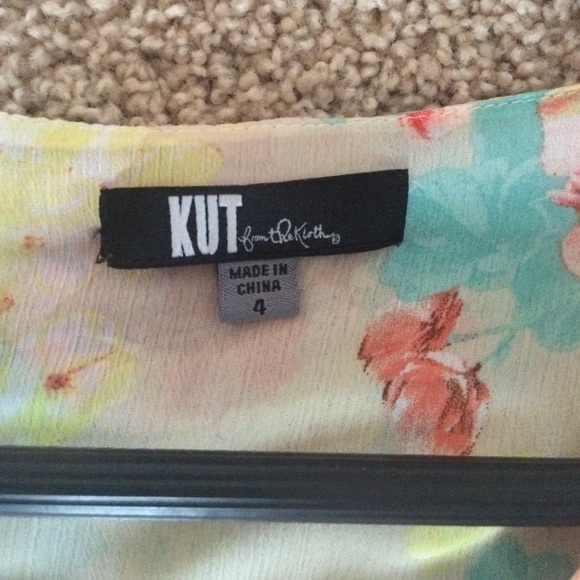 KUT from the Kloth®
MADE IN
CHINA
4